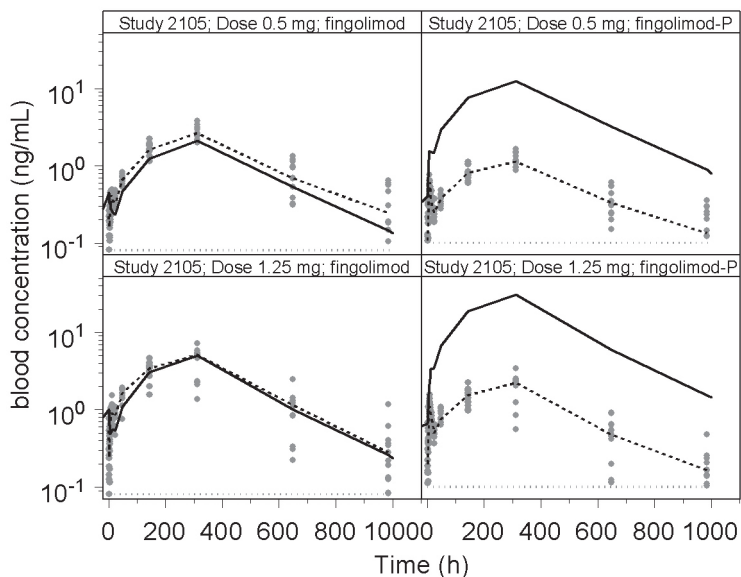 Study 2105; Dose 0.5 mg; fingolimod
Study 2105; Dose 0.5 mg; fingolimod-P
blood concentration (ng/mL)
10¹
10⁰
10⁻¹
Study 2105; Dose 1.25 mg; fingolimod
Study 2105; Dose 1.25 mg; fingolimod-P
10¹
10⁰
10⁻¹
0 200 400 600 800 10000 200 400 600 800 1000
Time (h)